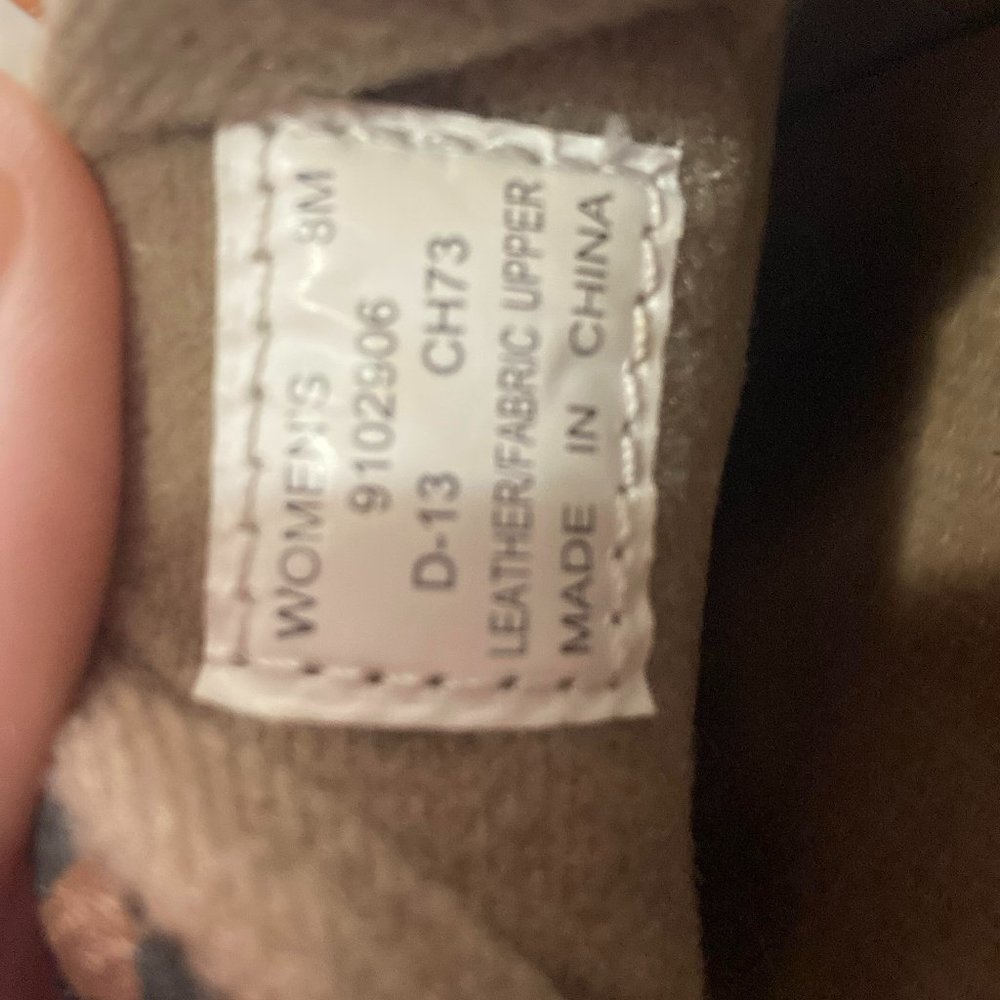 WOMEN'S 8M
9102906
D-13 CH73
LEATHER/FABRIC UPPER
MADE IN CHINA